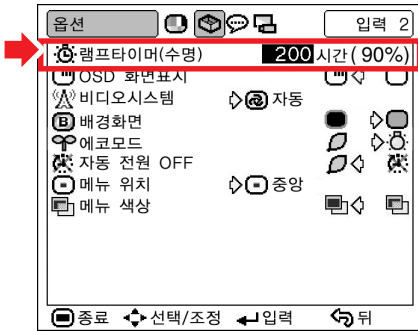 옵션 입력 2
램프타이머(수명) 200 시간( 90%)
OSD 화면표시
비디오시스템 자동
B 배경화면
에코모드
자동 전원 OFF
메뉴 위치 중앙
메뉴 색상
종료 선택/조정 입력 뒤